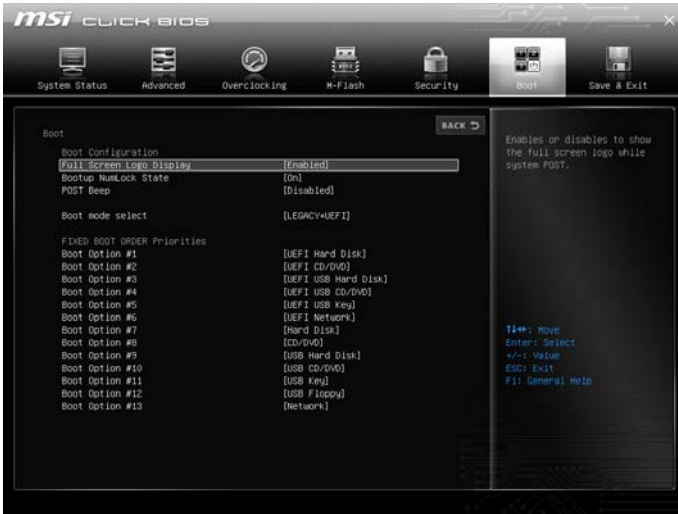 msi CLICK BIOS
System Status Advanced Overclocking M-Flash Security Boot Save & Exit
BACK
Boot
Boot Configuration
Full Screen Logo Display [Enabled]
Bootup NumLock State [On]
POST Beep [Disabled]
Boot mode select [LEGACY+UEFI]
FIXED BOOT ORDER Priorities
Boot Option #1 [UEFI Hard Disk]
Boot Option #2 [UEFI CD/DVD]
Boot Option #3 [UEFI USB Hard Disk]
Boot Option #4 [UEFI USB CD/DVD]
Boot Option #5 [UEFI USB Key]
Boot Option #6 [UEFI Network]
Boot Option #7 [Hard Disk]
Boot Option #8 [CD/DVD]
Boot Option #9 [USB Hard Disk]
Boot Option #10 [USB CD/DVD]
Boot Option #11 [USB Key]
Boot Option #12 [USB Floppy]
Boot Option #13 [Network]
Enables or disables to show
the full screen logo while
system POST.
↑↓←→: Move
Enter: Select
+/-: Value
ESC: Exit
F1: General Help